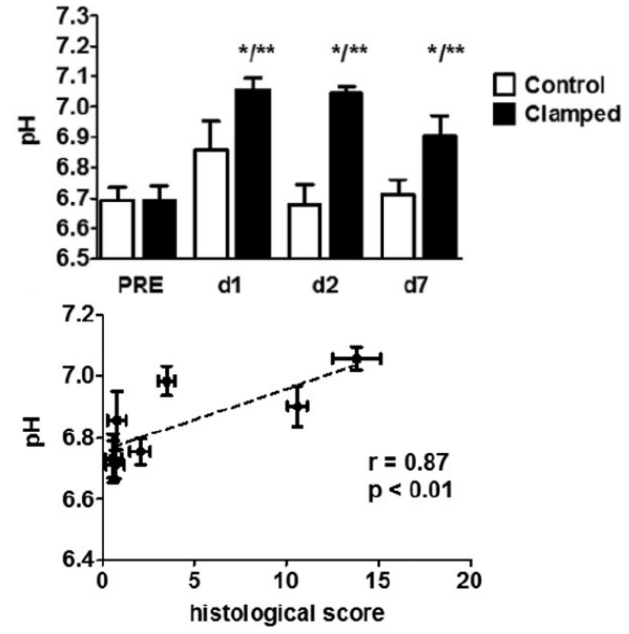 7.3
7.2
7.1
7.0
6.9
6.8
6.7
6.6
6.5
pH
*/** */** */**
Control
Clamped
PRE d1 d2 d7
7.2
7.0
6.8
6.6
6.4
pH
r = 0.87
p < 0.01
0 5 10 15 20
histological score